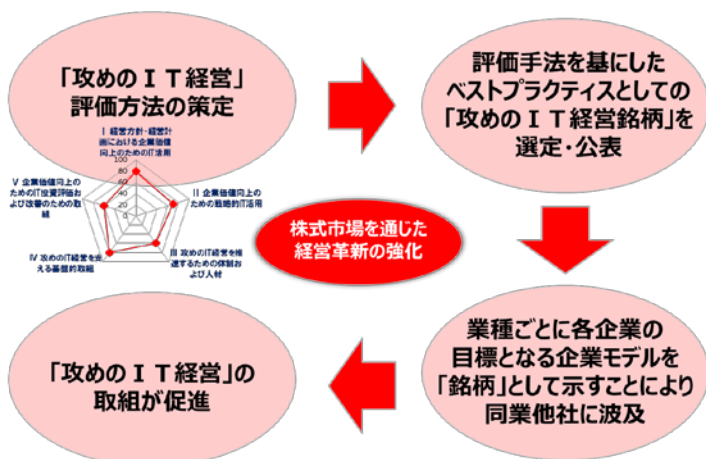 「攻めのＩＴ経営」
評価方法の策定
Ⅰ 経営方針・経営計
画における企業価値
向上のためのIT活用
100
80
60
40
20
0
Ⅴ 企業価値向上の
ためのIT投資評価お
よび改善のための取
組
Ⅱ 企業価値向上の
ための戦略的IT活用
Ⅳ 攻めのIT経営を支
える基盤的取組
Ⅲ 攻めのIT経営を推
進するための体制お
よび人材
評価手法を基にした
ベストプラクティスとしての
「攻めのＩＴ経営銘柄」を
選定・公表
株式市場を通じた
経営革新の強化
「攻めのＩＴ経営」の
取組が促進
業種ごとに各企業の
目標となる企業モデルを
「銘柄」として示すことにより
同業他社に波及